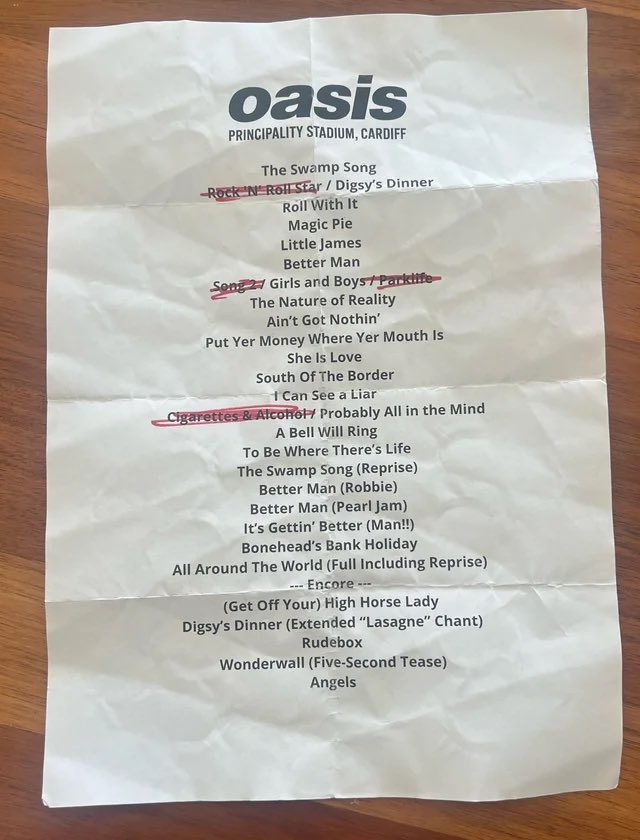 oasis
PRINCIPALITY STADIUM, CARDIFF
The Swamp Song
Rock 'N' Roll Star / Digsy's Dinner
Roll With It
Magic Pie
Little James
Better Man
Song 2 / Girls and Boys / Parklife
The Nature of Reality
Ain't Got Nothin'
Put Yer Money Where Yer Mouth Is
She Is Love
South Of The Border
I Can See a Liar
Cigarettes & Alcohol / Probably All in the Mind
A Bell Will Ring
To Be Where There's Life
The Swamp Song (Reprise)
Better Man (Robbie)
Better Man (Pearl Jam)
It's Gettin' Better (Man!!)
Bonehead's Bank Holiday
All Around The World (Full Including Reprise)
--- Encore ---
(Get Off Your) High Horse Lady
Digsy's Dinner (Extended “Lasagne” Chant)
Rudebox
Wonderwall (Five-Second Tease)
Angels